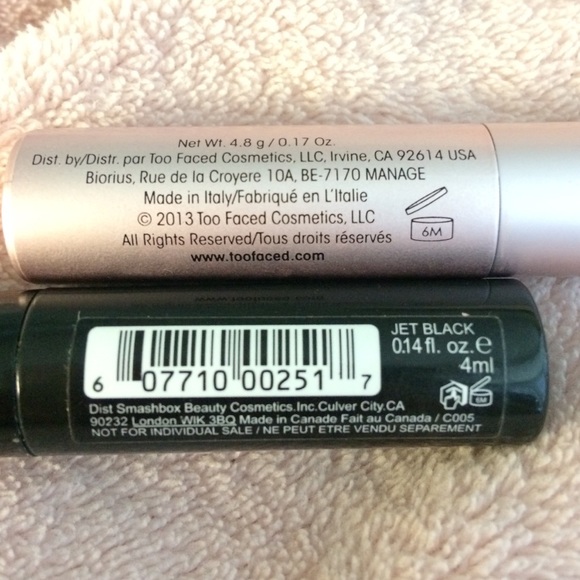 Net Wt. 4.8 g / 0.17 Oz.
Dist. by/Distr. par Too Faced Cosmetics, LLC, Irvine, CA 92614 USA
Biorius, Rue de la Croyere 10A, BE-7170 MANAGE
Made in Italy/Fabriqué en L'Italie
© 2013 Too Faced Cosmetics, LLC
All Rights Reserved/Tous droits réservés
www.toofaced.com
6M
JET BLACK
0.14 fl. oz. e
4ml
6 07710 00251 7
6M
Dist Smashbox Beauty Cosmetics.Inc.Culver City.CA
90232 London WIK 3BQ Made in Canade Fait au Canada / C005
NOT FOR INDIVIDUAL SALE / NE PEUT ETRE VENDU SEPAREMENT